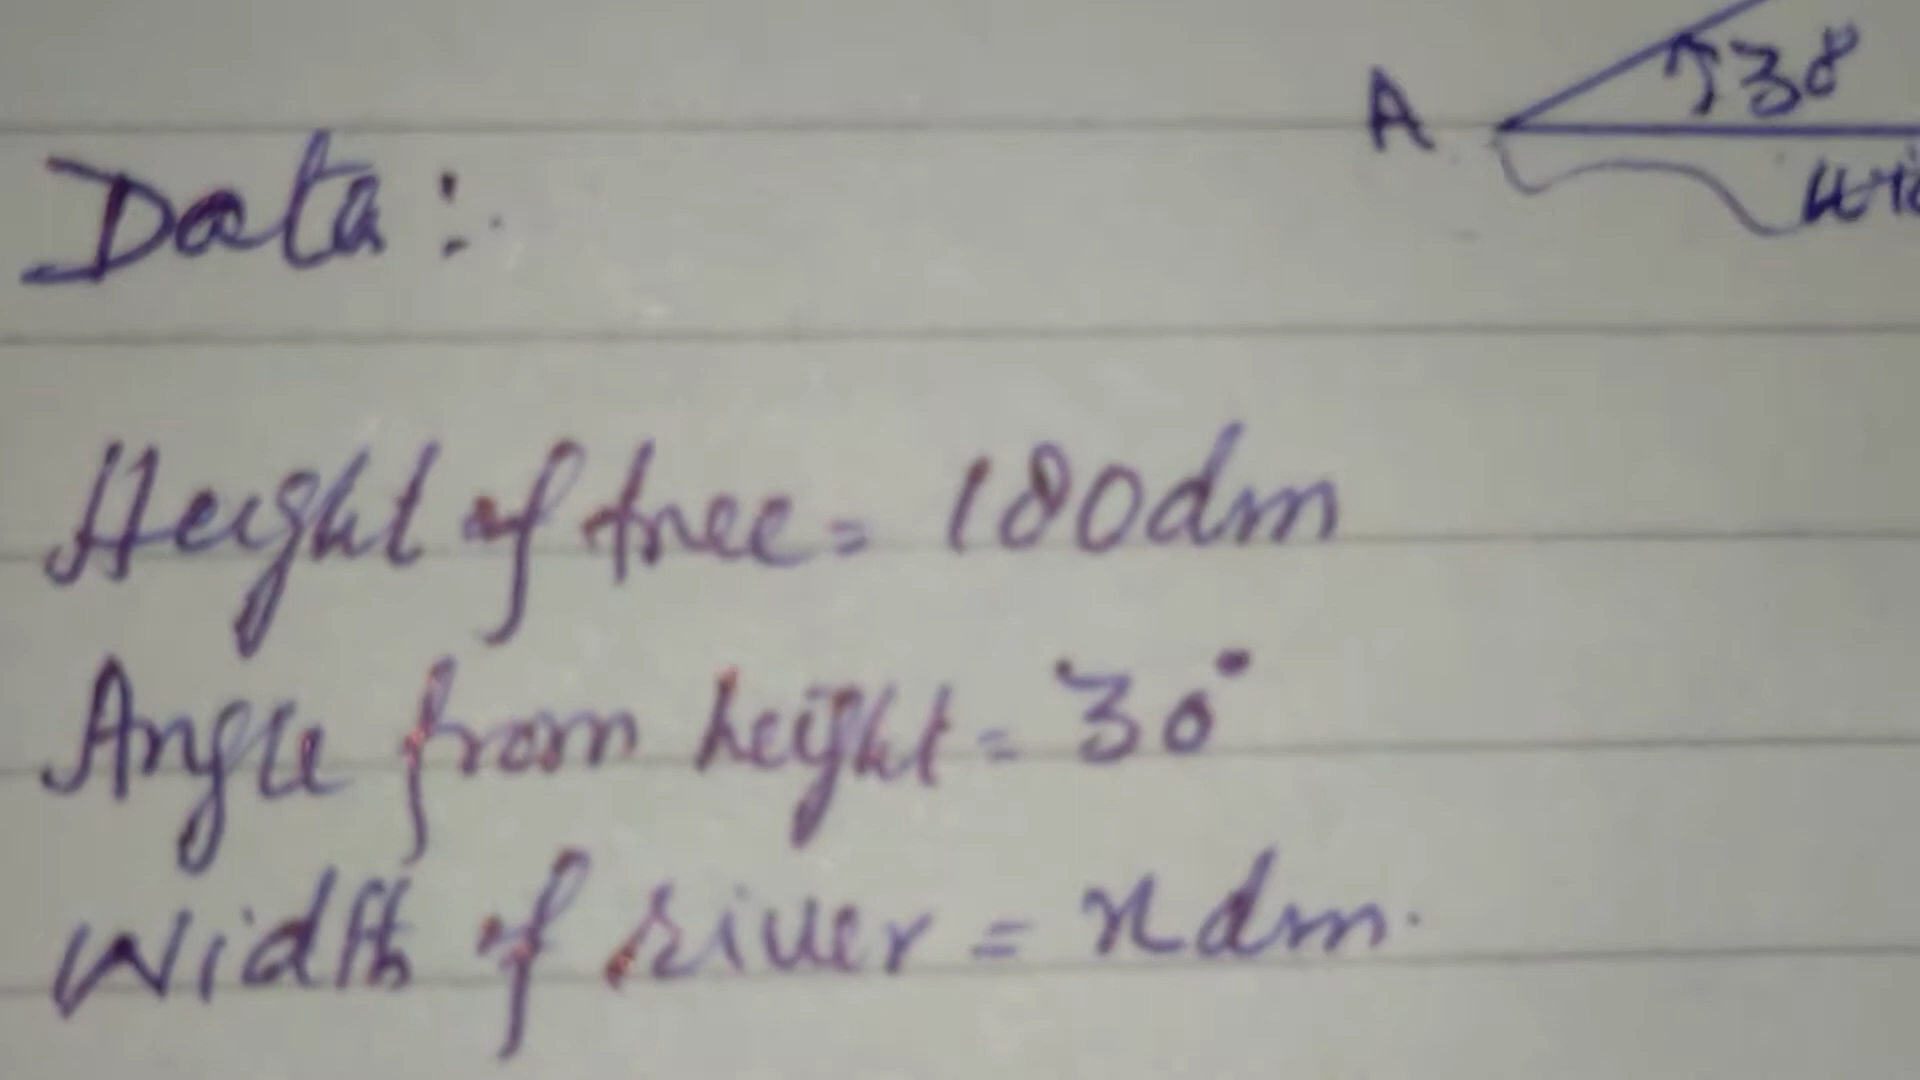 A 30°
Data :-
Height of tree = 180dm
Angle from height = 30°
Width of river = x dm.